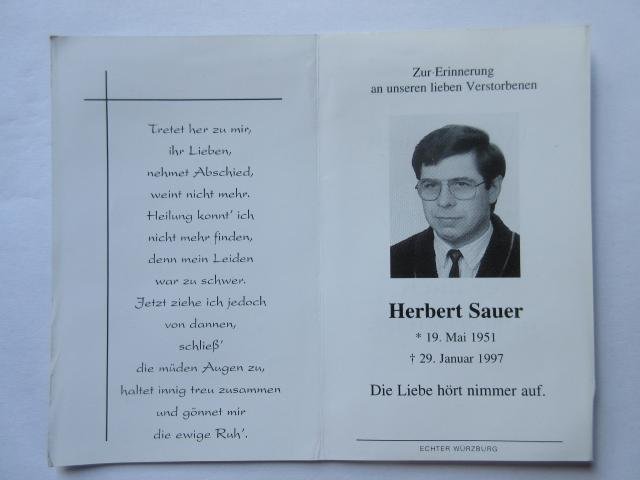 Tretet her zu mir,
ihr Lieben,
nehmet Abschied,
weint nicht mehr.
Heilung konnt' ich
nicht mehr finden,
denn mein Leiden
war zu schwer.
Jetzt ziehe ich jedoch
von dannen,
schließ'
die müden Augen zu,
haltet innig treu zusammen
und gönnet mir
die ewige Ruh'.
Zur Erinnerung
an unseren lieben Verstorbenen
Herbert Sauer
* 19. Mai 1951
† 29. Januar 1997
Die Liebe hört nimmer auf.
ECHTER WÜRZBURG